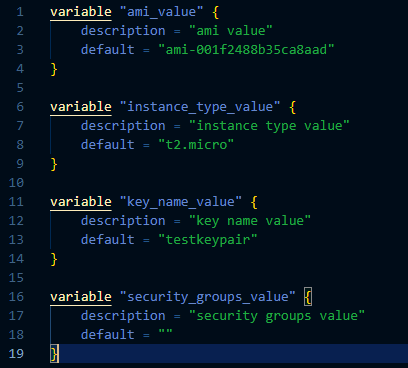 1 variable "ami_value" {
2 description = "ami value"
3 default = "ami-001f2488b35ca8aad"
4 }
5
6 variable "instance_type_value" {
7 description = "instance type value"
8 default = "t2.micro"
9 }
10
11 variable "key_name_value" {
12 description = "key name value"
13 default = "testkeypair"
14 }
15
16 variable "security_groups_value" {
17 description = "security groups value"
18 default = ""
19 }